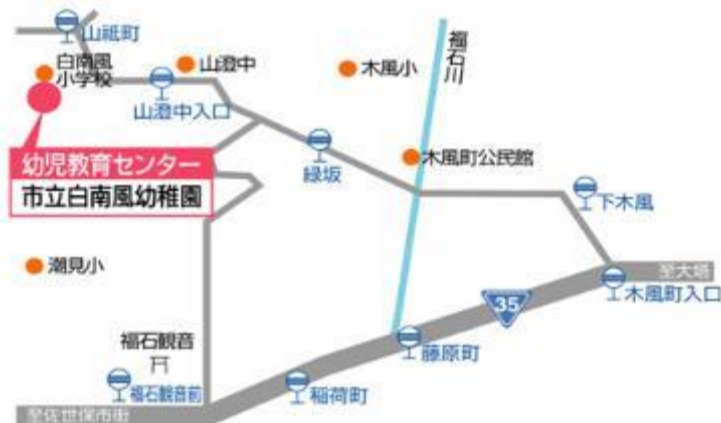 山祗町
白南風
小学校
山澄中
木風小
福石川
山澄中入口
幼児教育センター
市立白南風幼稚園
緑坂
木風町公民館
下木風
潮見小
至大塔
木風町入口
35
福石観音
藤原町
福石観音前
稲荷町
至佐世保市街